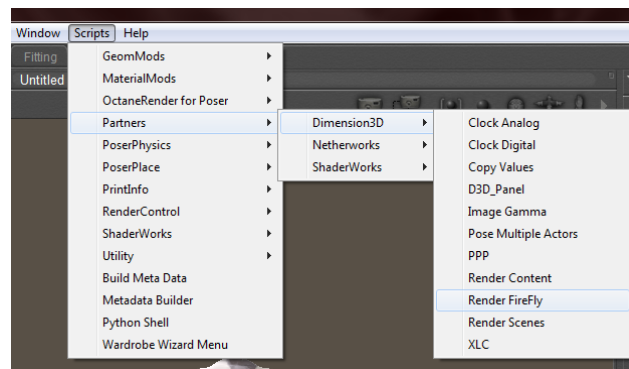 Window Scripts Help
Fitting
Untitled
GeomMods
MaterialMods
OctaneRender for Poser
Partners
PoserPhysics
PoserPlace
PrintInfo
RenderControl
ShaderWorks
Utility
Build Meta Data
Metadata Builder
Python Shell
Wardrobe Wizard Menu
Dimension3D
Netherworks
ShaderWorks
Clock Analog
Clock Digital
Copy Values
D3D_Panel
Image Gamma
Pose Multiple Actors
PPP
Render Content
Render FireFly
Render Scenes
XLC